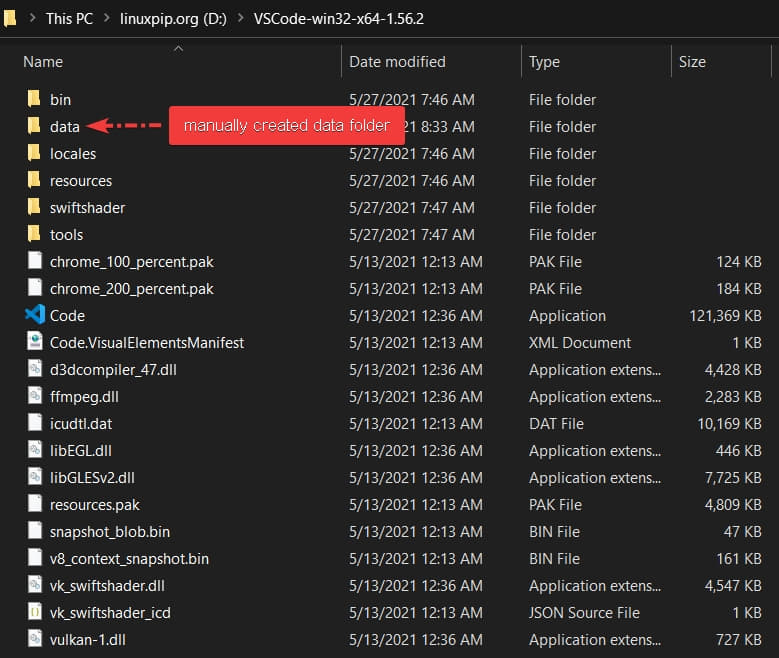 This PC > linuxpip.org (D:) > VSCode-win32-x64-1.56.2
Name Date modified Type Size
bin 5/27/2021 7:46 AM File folder
data manually created data folder 8:33 AM File folder
locales 5/27/2021 7:46 AM File folder
resources 5/27/2021 7:46 AM File folder
swiftshader 5/27/2021 7:47 AM File folder
tools 5/27/2021 7:47 AM File folder
chrome_100_percent.pak 5/13/2021 12:13 AM PAK File 124 KB
chrome_200_percent.pak 5/13/2021 12:13 AM PAK File 184 KB
Code 5/13/2021 12:36 AM Application 121,369 KB
Code.VisualElementsManifest 5/13/2021 12:13 AM XML Document 1 KB
d3dcompiler_47.dll 5/13/2021 12:36 AM Application extens... 4,428 KB
ffmpeg.dll 5/13/2021 12:36 AM Application extens... 2,283 KB
icudtl.dat 5/13/2021 12:13 AM DAT File 10,169 KB
libEGL.dll 5/13/2021 12:36 AM Application extens... 446 KB
libGLESv2.dll 5/13/2021 12:36 AM Application extens... 7,725 KB
resources.pak 5/13/2021 12:13 AM PAK File 4,809 KB
snapshot_blob.bin 5/13/2021 12:13 AM BIN File 47 KB
v8_context_snapshot.bin 5/13/2021 12:13 AM BIN File 161 KB
vk_swiftshader.dll 5/13/2021 12:36 AM Application extens... 4,547 KB
vk_swiftshader_icd 5/13/2021 12:13 AM JSON Source File 1 KB
vulkan-1.dll 5/13/2021 12:36 AM Application extens... 727 KB